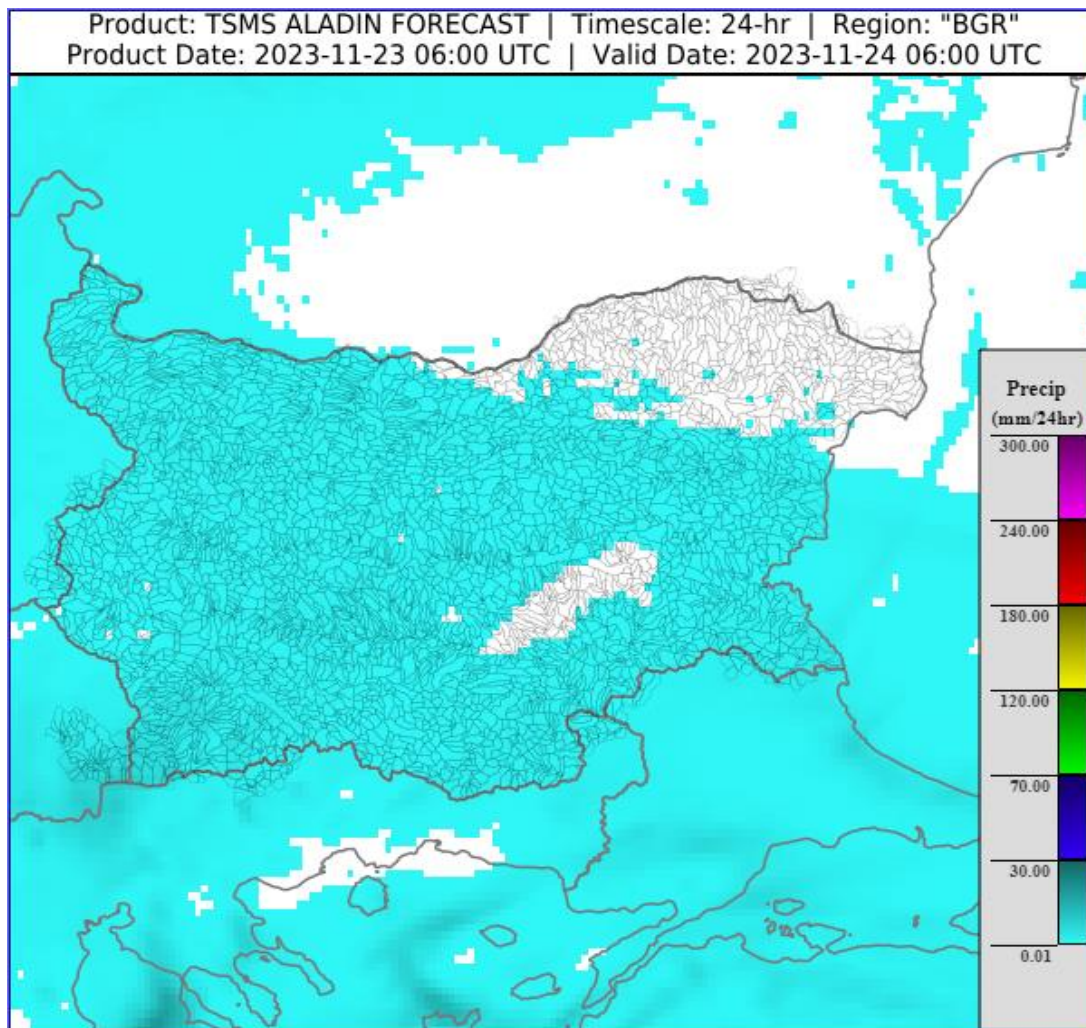 Product: TSMS ALADIN FORECAST | Timescale: 24-hr | Region: "BGR"
Product Date: 2023-11-23 06:00 UTC | Valid Date: 2023-11-24 06:00 UTC
Precip
(mm/24hr)
300.00
240.00
180.00
120.00
70.00
30.00
0.01